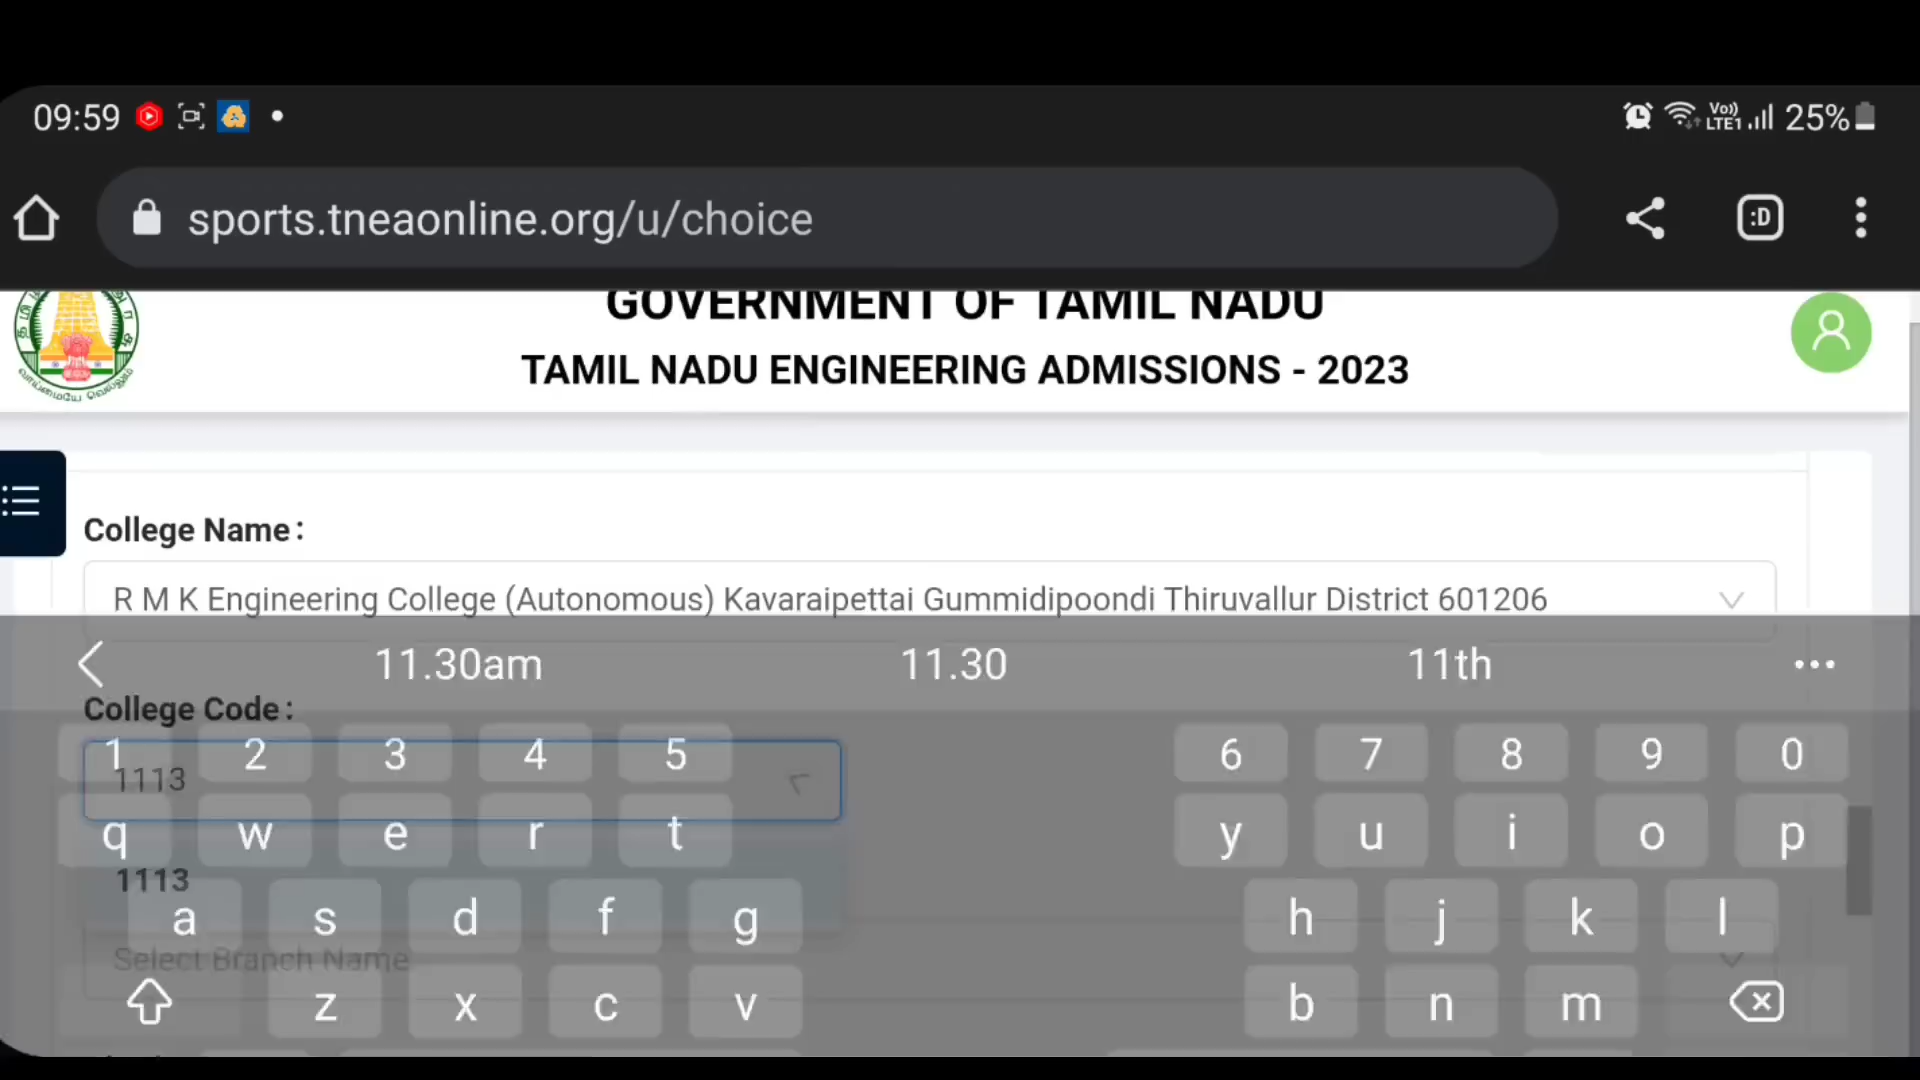 09:59
Vo)) LTE1 25%
sports.tneaonline.org/u/choice
:D
GOVERNMENT OF TAMIL NADU
TAMIL NADU ENGINEERING ADMISSIONS - 2023
College Name :
R M K Engineering College (Autonomous) Kavaraipettai Gummidipoondi Thiruvallur District 601206
11.30am 11.30 11th
College Code :
1 2 3 4 5 6 7 8 9 0
1113
q w e r t y u i o p
1113
a s d f g h j k l
Select Branch Name
z x c v b n m